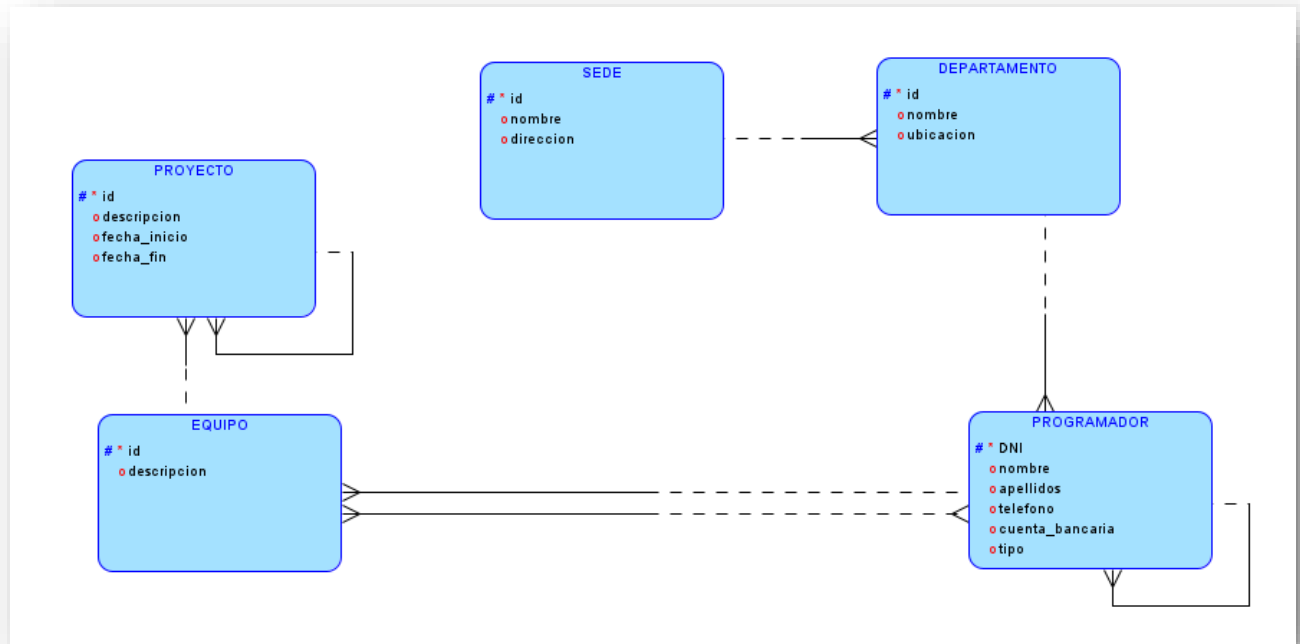 SEDE
# * id
o nombre
o direccion
DEPARTAMENTO
# * id
o nombre
o ubicacion
PROYECTO
# * id
o descripcion
o fecha_inicio
o fecha_fin
EQUIPO
# * id
o descripcion
PROGRAMADOR
# * DNI
o nombre
o apellidos
o telefono
o cuenta_bancaria
o tipo